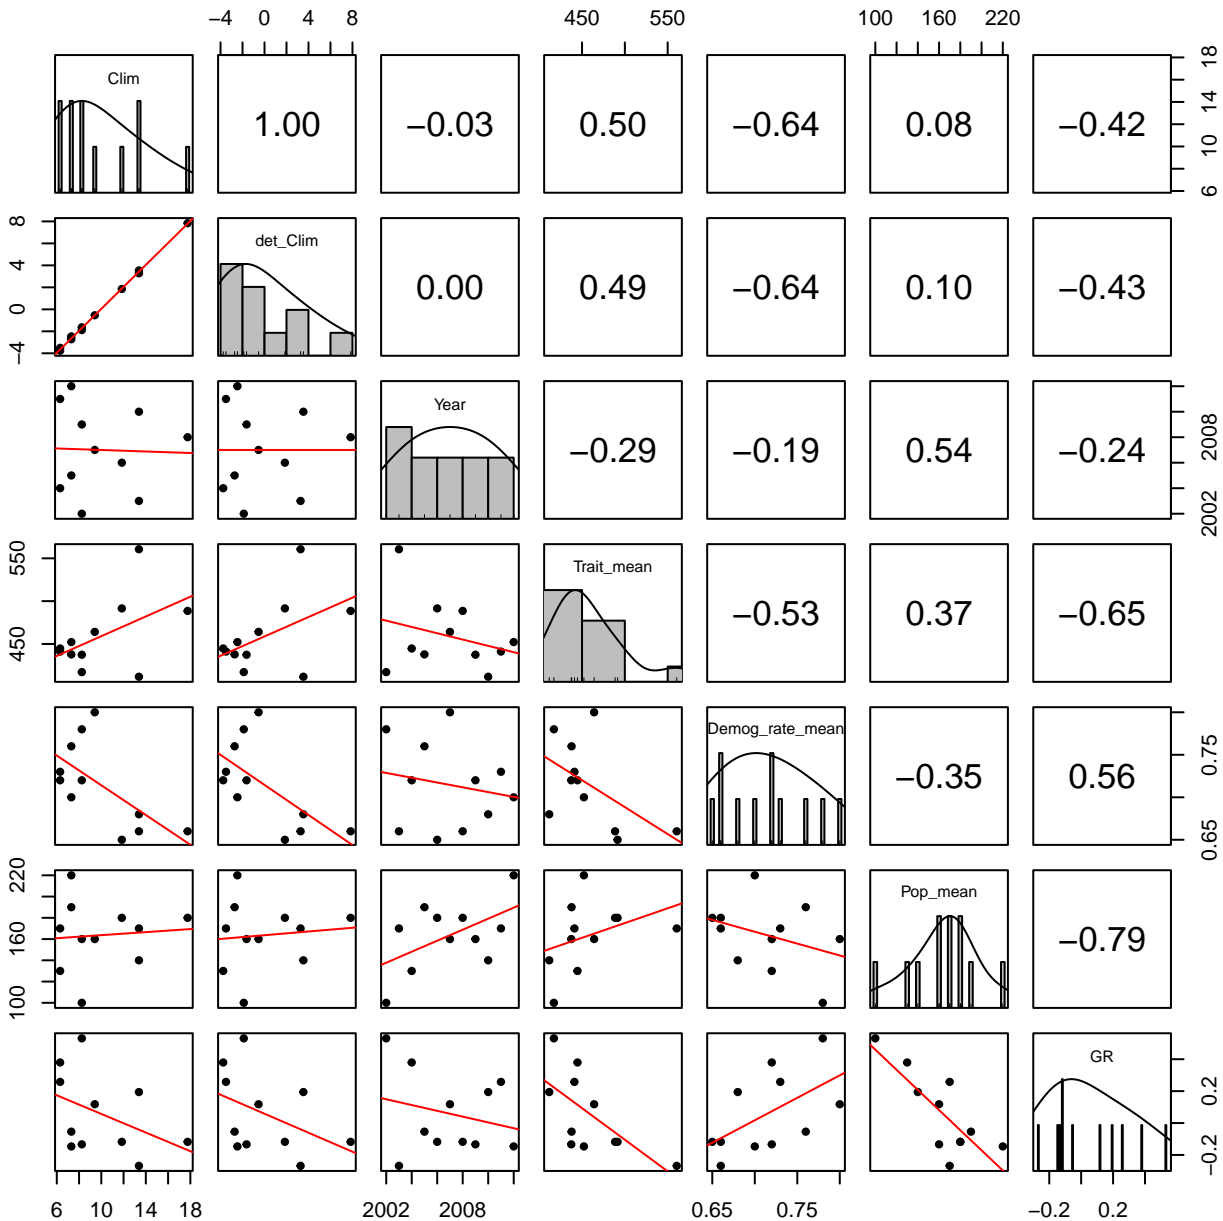 −4 0 4 8 450 550 100 160 220
Clim 1.00 −0.03 0.50 −0.64 0.08 −0.42
6 10 14 18
−4 0 4 8
det_Clim 0.00 0.49 −0.64 0.10 −0.43
Year −0.29 −0.19 0.54 −0.24
2002 2008
450 550
Trait_mean −0.53 0.37 −0.65
Demog_rate_mean −0.35 0.56
0.65 0.75
100 160 220
Pop_mean −0.79
GR
−0.2 0.2
6 10 14 18 2002 2008 0.65 0.75 −0.2 0.2